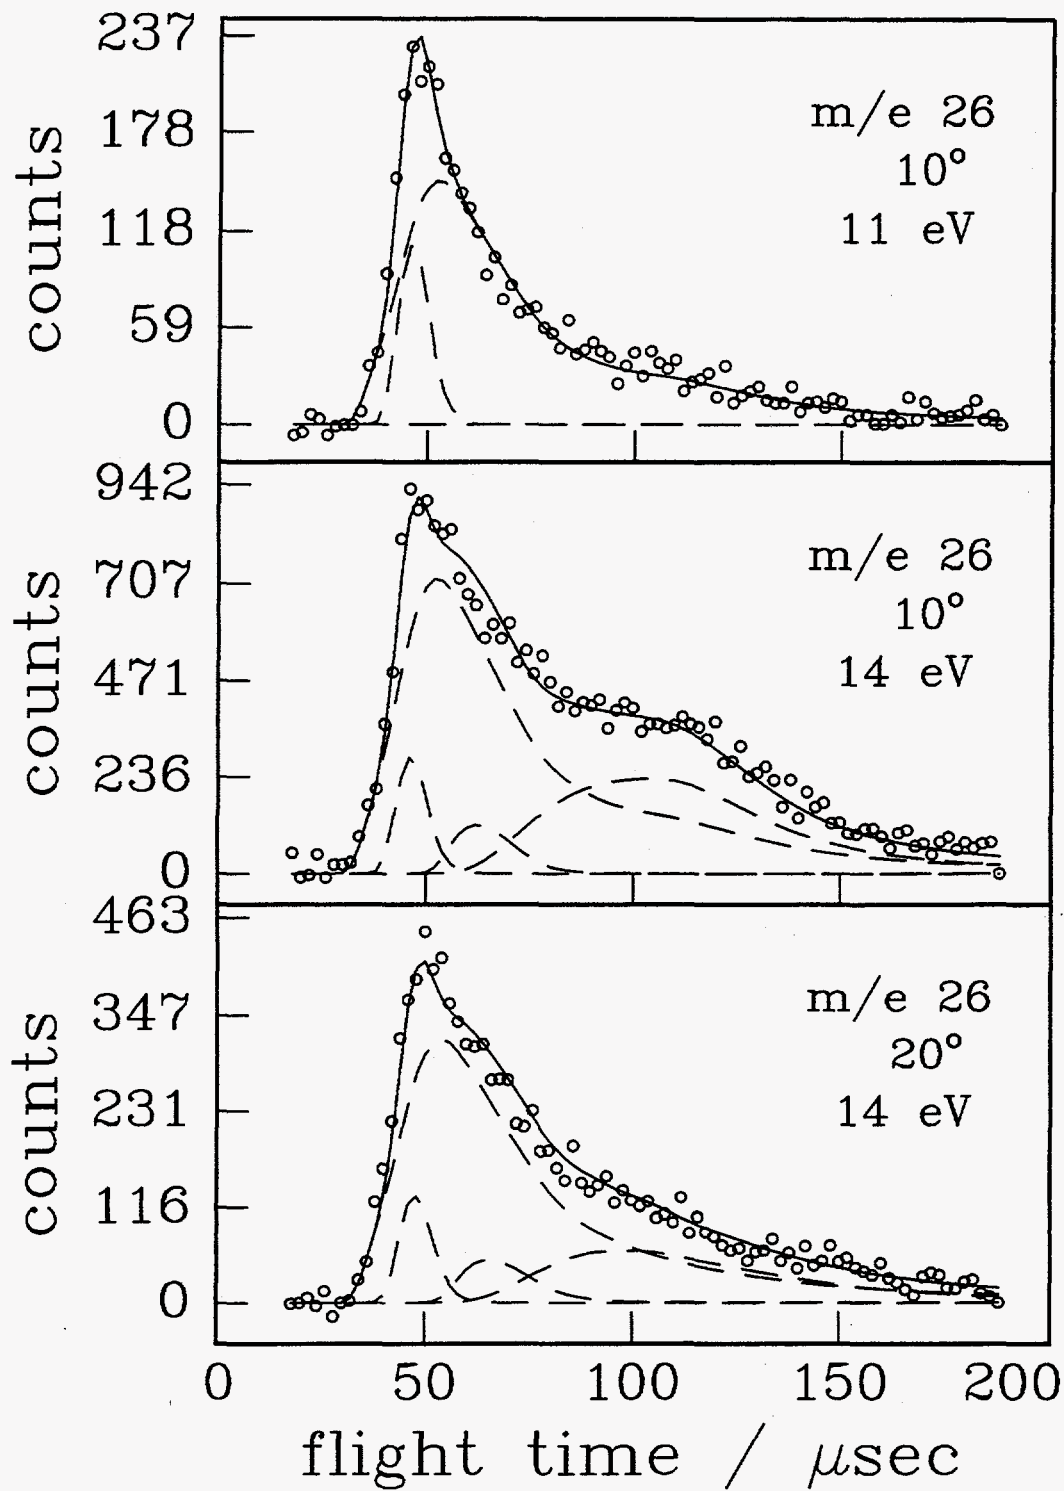 237
178
118
59
0
counts
m/e 26
10°
11 eV
942
707
471
236
0
counts
m/e 26
10°
14 eV
463
347
231
116
0
counts
m/e 26
20°
14 eV
0 50 100 150 200
flight time / μsec